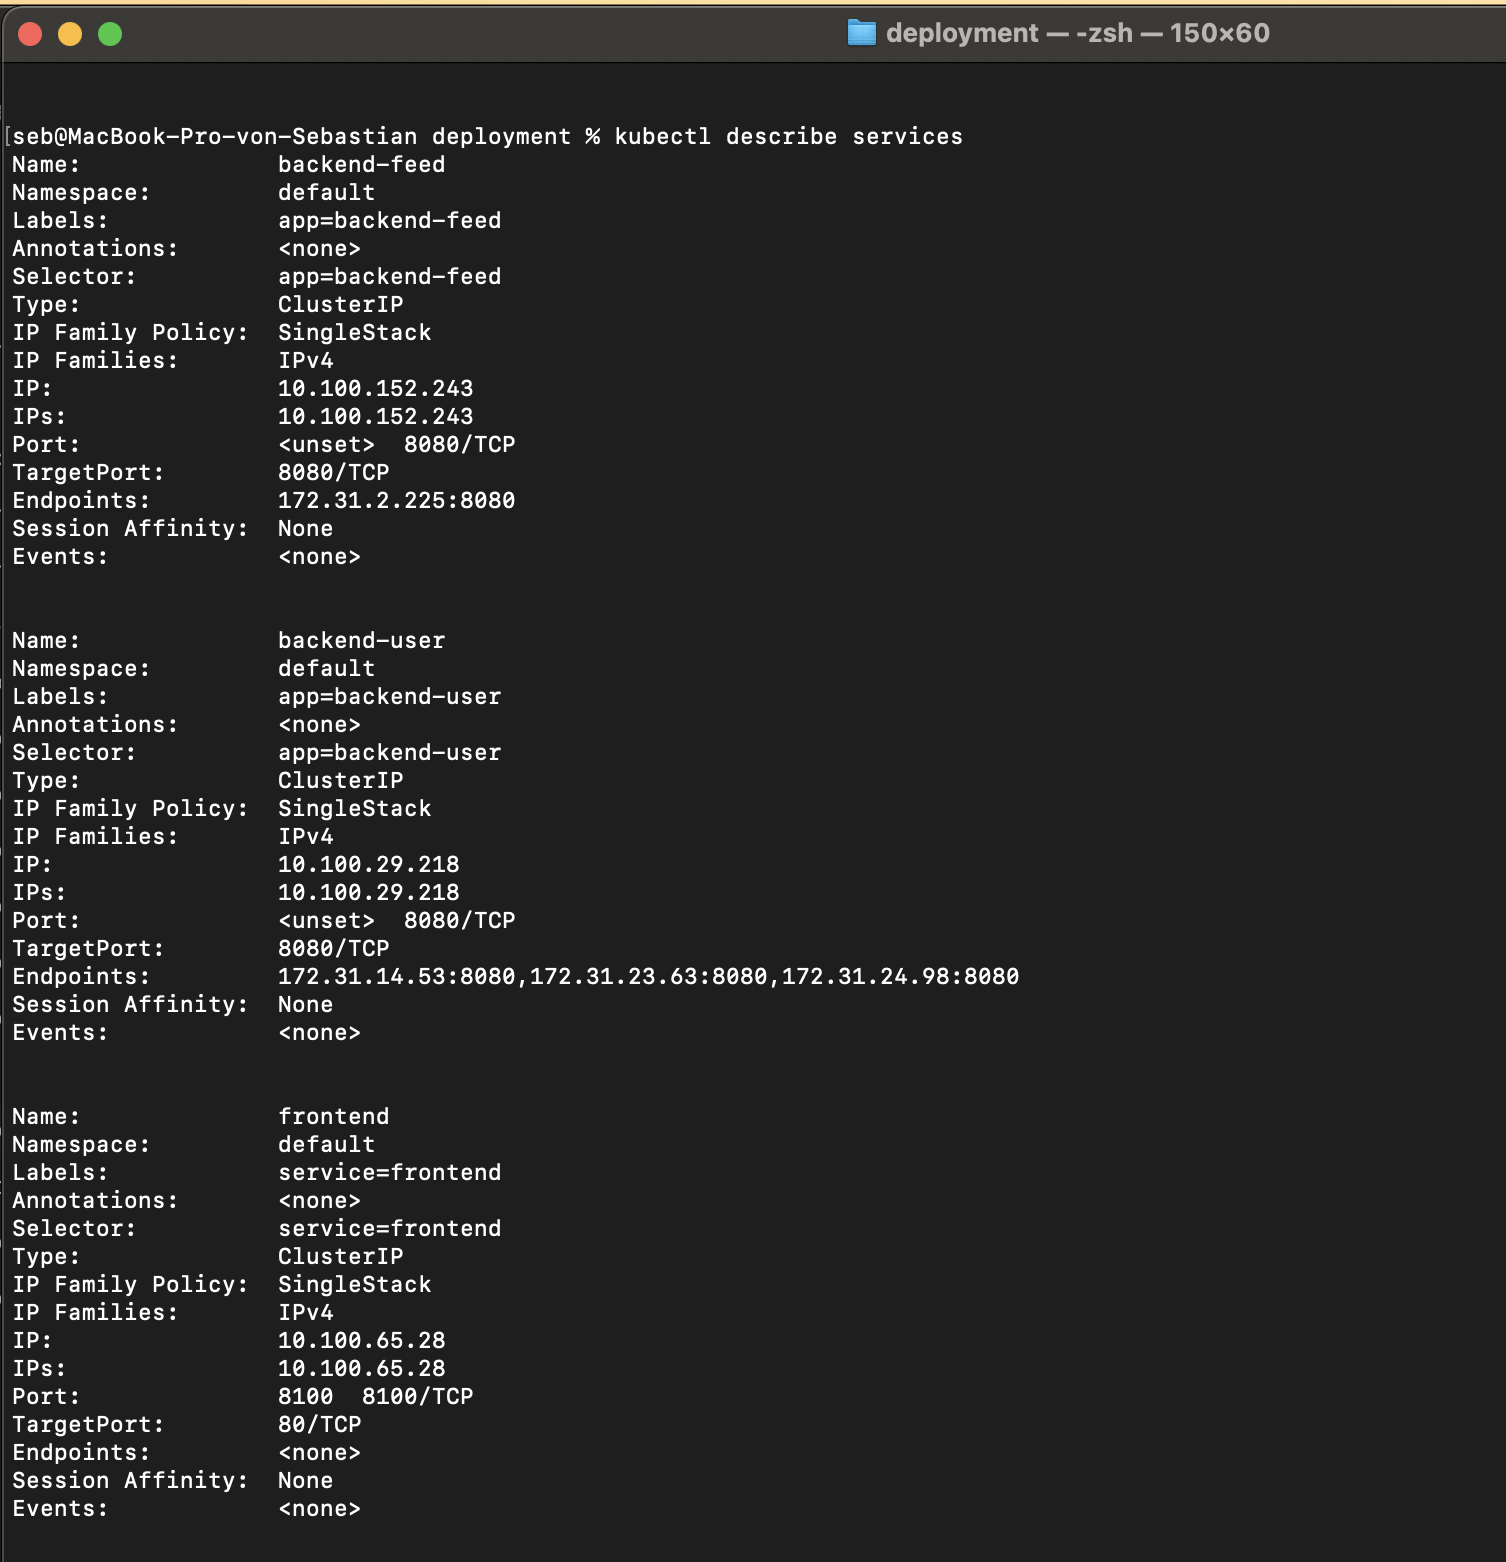 deployment — -zsh — 150×60
[seb@MacBook-Pro-von-Sebastian deployment % kubectl describe services
Name:              backend-feed
Namespace:         default
Labels:            app=backend-feed
Annotations:       <none>
Selector:          app=backend-feed
Type:              ClusterIP
IP Family Policy:  SingleStack
IP Families:       IPv4
IP:                10.100.152.243
IPs:               10.100.152.243
Port:              <unset>  8080/TCP
TargetPort:        8080/TCP
Endpoints:         172.31.2.225:8080
Session Affinity:  None
Events:            <none>
Name:              backend-user
Namespace:         default
Labels:            app=backend-user
Annotations:       <none>
Selector:          app=backend-user
Type:              ClusterIP
IP Family Policy:  SingleStack
IP Families:       IPv4
IP:                10.100.29.218
IPs:               10.100.29.218
Port:              <unset>  8080/TCP
TargetPort:        8080/TCP
Endpoints:         172.31.14.53:8080,172.31.23.63:8080,172.31.24.98:8080
Session Affinity:  None
Events:            <none>
Name:              frontend
Namespace:         default
Labels:            service=frontend
Annotations:       <none>
Selector:          service=frontend
Type:              ClusterIP
IP Family Policy:  SingleStack
IP Families:       IPv4
IP:                10.100.65.28
IPs:               10.100.65.28
Port:              8100  8100/TCP
TargetPort:        80/TCP
Endpoints:         <none>
Session Affinity:  None
Events:            <none>